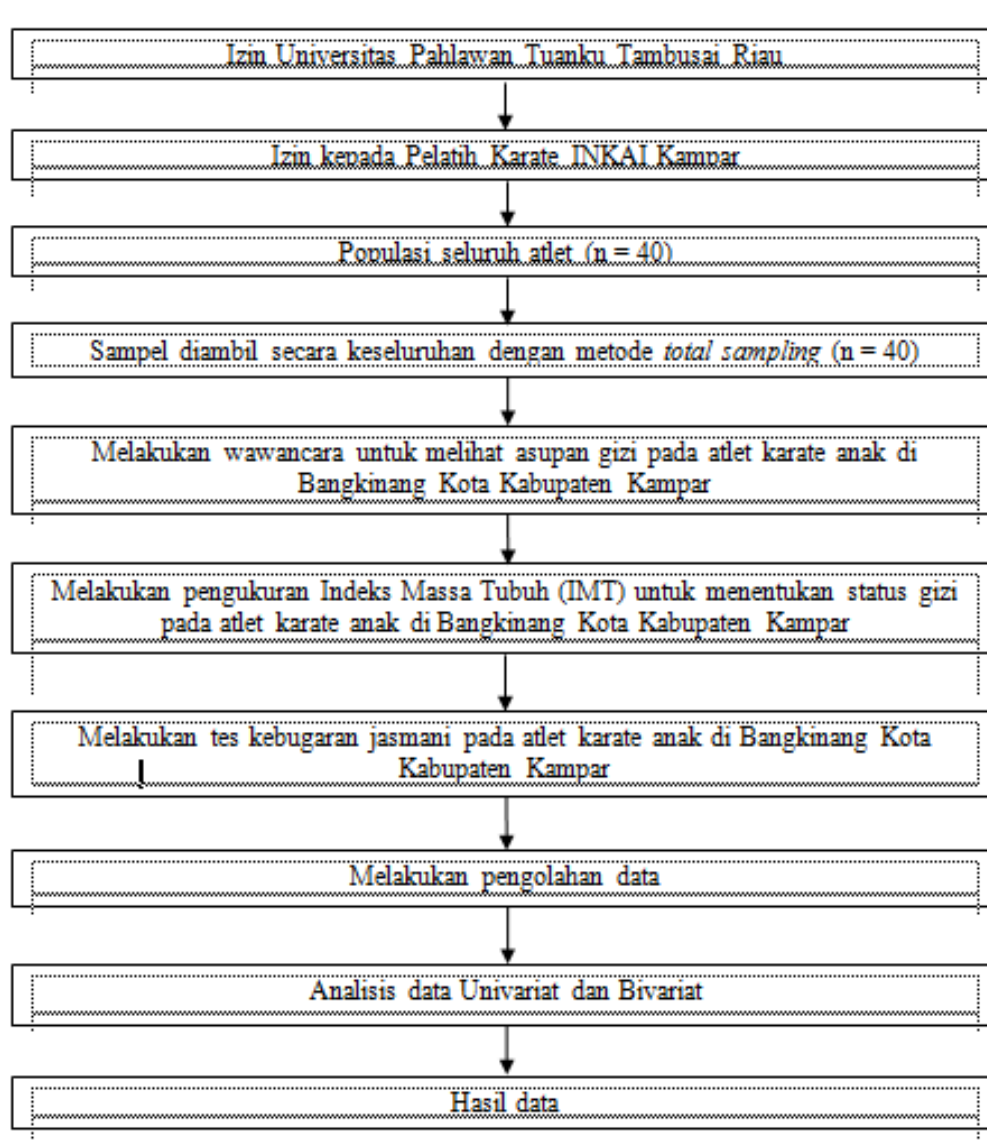 Izin Universitas Pahlawan Tuanku Tambusai Riau
Izin kepada Pelatih Karate INKAI Kampar
Populasi seluruh atlet (n = 40)
Sampel diambil secara keseluruhan dengan metode total sampling (n = 40)
Melakukan wawancara untuk melihat asupan gizi pada atlet karate anak di
Bangkinang Kota Kabupaten Kampar
Melakukan pengukuran Indeks Massa Tubuh (IMT) untuk menentukan status gizi
pada atlet karate anak di Bangkinang Kota Kabupaten Kampar
Melakukan tes kebugaran jasmani pada atlet karate anak di Bangkinang Kota
Kabupaten Kampar
Melakukan pengolahan data
Analisis data Univariat dan Bivariat
Hasil data